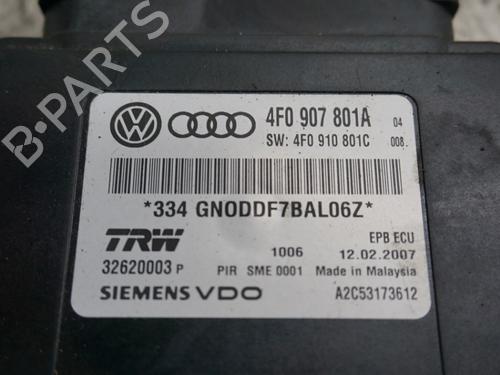 4F0 907 801A 04
SW: 4F0 910 801C 008
*334 GNODDF7BAL06Z*
TRW
32620003 P
EPB ECU
1006 12.02.2007
PIR SME 0001 Made in Malaysia
SIEMENS VDO A2C53173612
B-PARTS